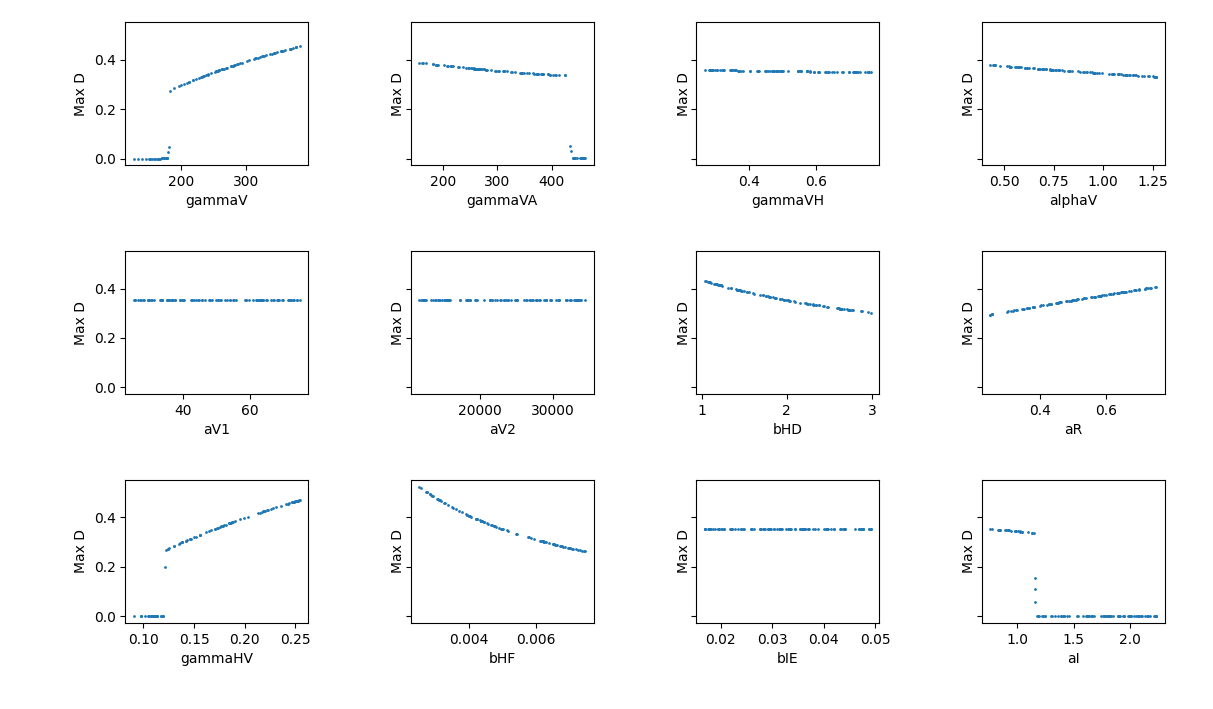 Max D
0.4
0.2
0.0
200 300
gammaV
Max D
200 300 400
gammaVA
Max D
0.4 0.6
gammaVH
Max D
0.50 0.75 1.00 1.25
alphaV
Max D
0.4
0.2
0.0
40 60
aV1
Max D
20000 30000
aV2
Max D
1 2 3
bHD
Max D
0.4 0.6
aR
Max D
0.4
0.2
0.0
0.10 0.15 0.20 0.25
gammaHV
Max D
0.004 0.006
bHF
Max D
0.02 0.03 0.04 0.05
bIE
Max D
1.0 1.5 2.0
aI